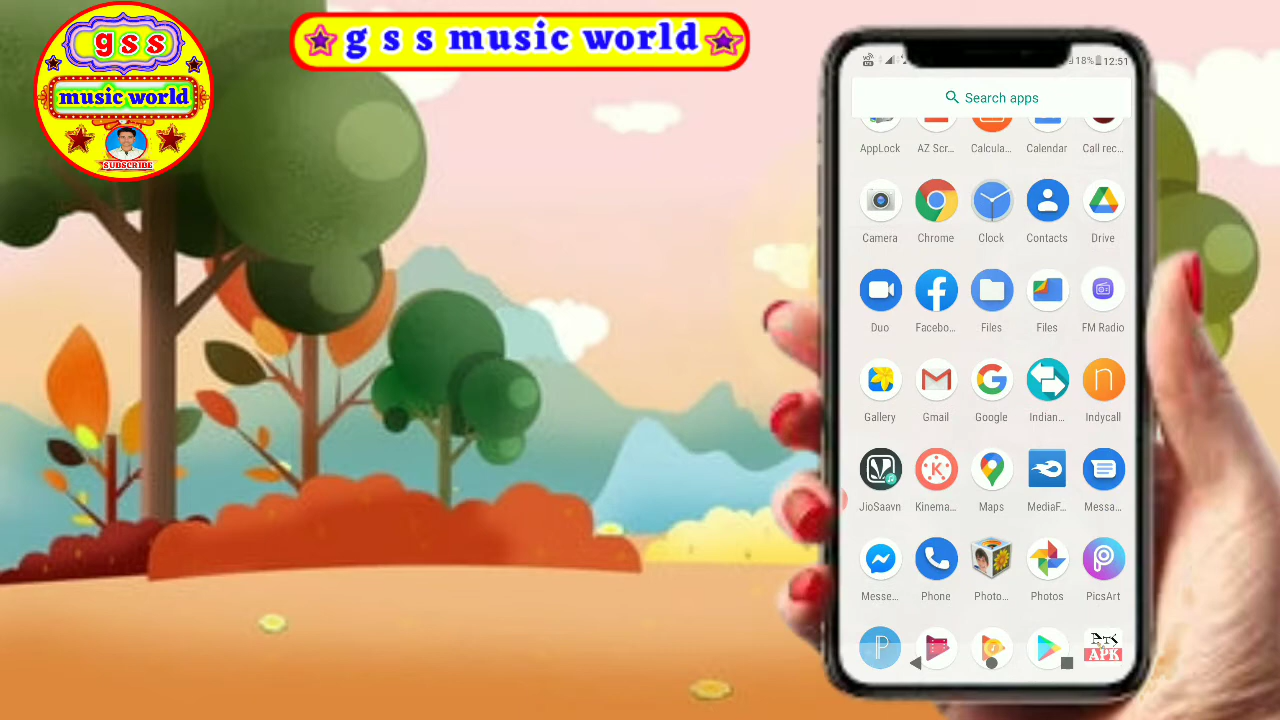 g s s
music world
SUBSCRIBE
g s s music world
18% 12:51
Search apps
AppLock AZ Scr... Calcula... Calendar Call rec...
Camera Chrome Clock Contacts Drive
Duo Facebo... Files Files FM Radio
Gallery Gmail Google Indian... Indycall
JioSaavn Kinema... Maps MediaF... Messa...
Messe... Phone Photo... Photos PicsArt
APK